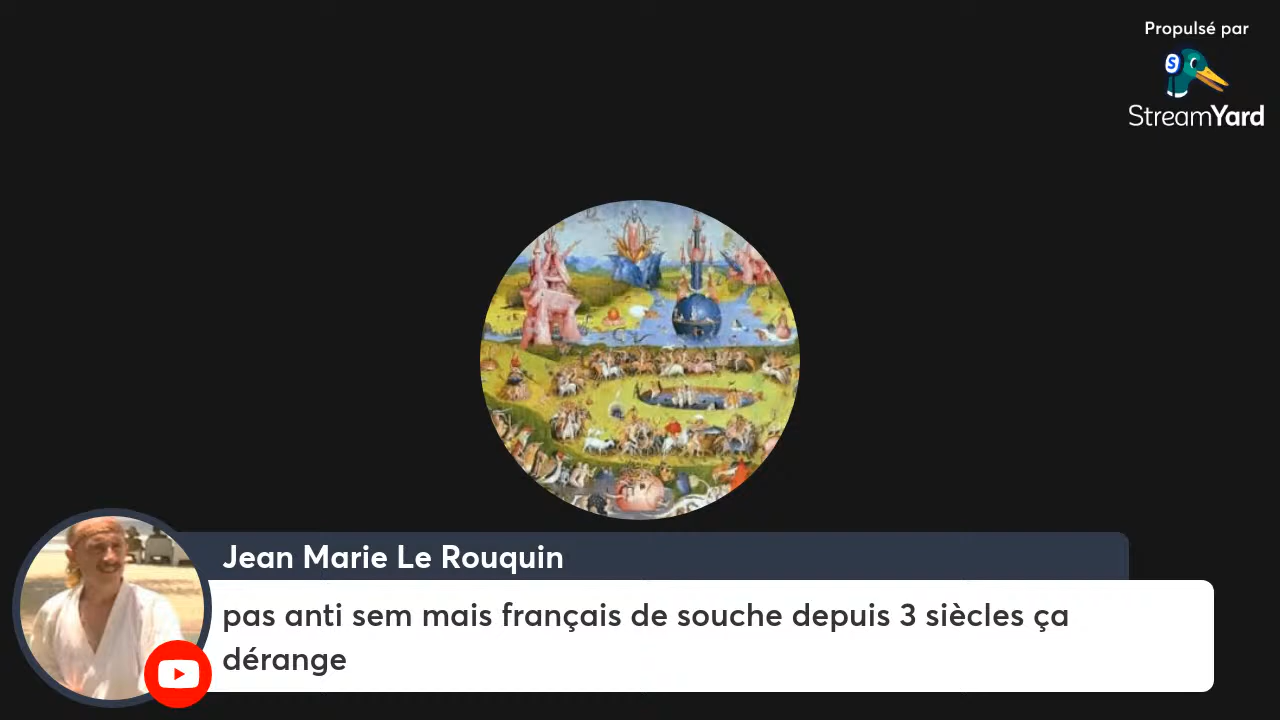 Propulsé par
S
StreamYard
Jean Marie Le Rouquin
pas anti sem mais français de souche depuis 3 siècles ça
dérange